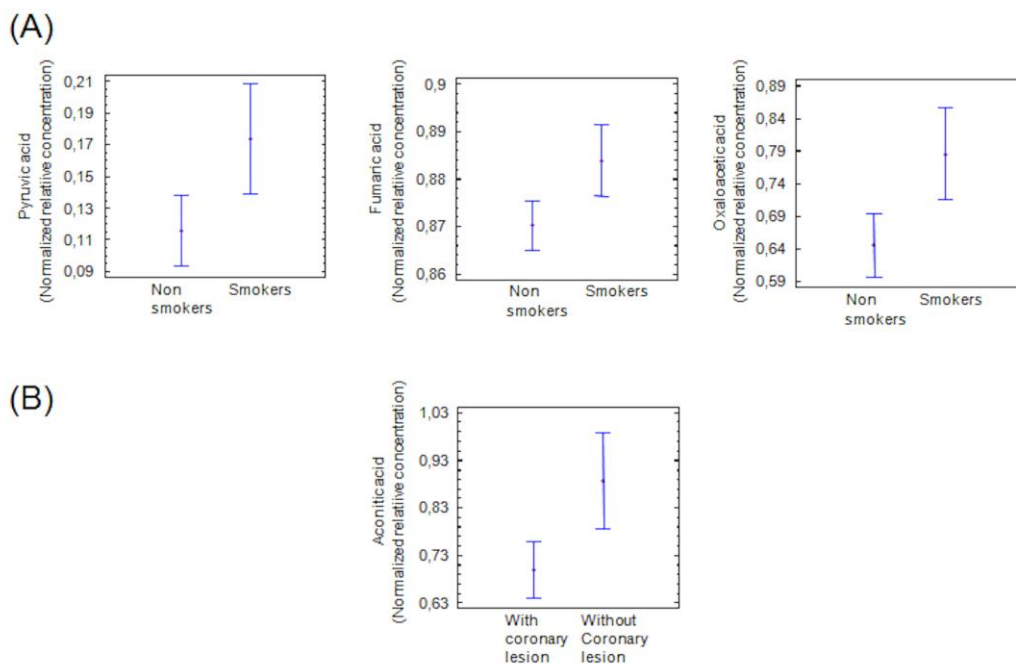 (A)
Pyruvic acid
(Normalized relative concentration)
0,21
0,19
0,17
0,15
0,13
0,11
0,09
Non
smokers
Smokers
Fumaric acid
(Normalized relative concentration)
0,9
0,89
0,88
0,87
0,86
Non
smokers
Smokers
Oxaloacetic acid
(Normalized relative concentration)
0,89
0,84
0,79
0,74
0,69
0,64
0,59
Non
smokers
Smokers
(B)
Aconitic acid
(Normalized relatiive concentration)
1,03
0,93
0,83
0,73
0,63
With
coronary
lesion
Without
Coronary
lesion